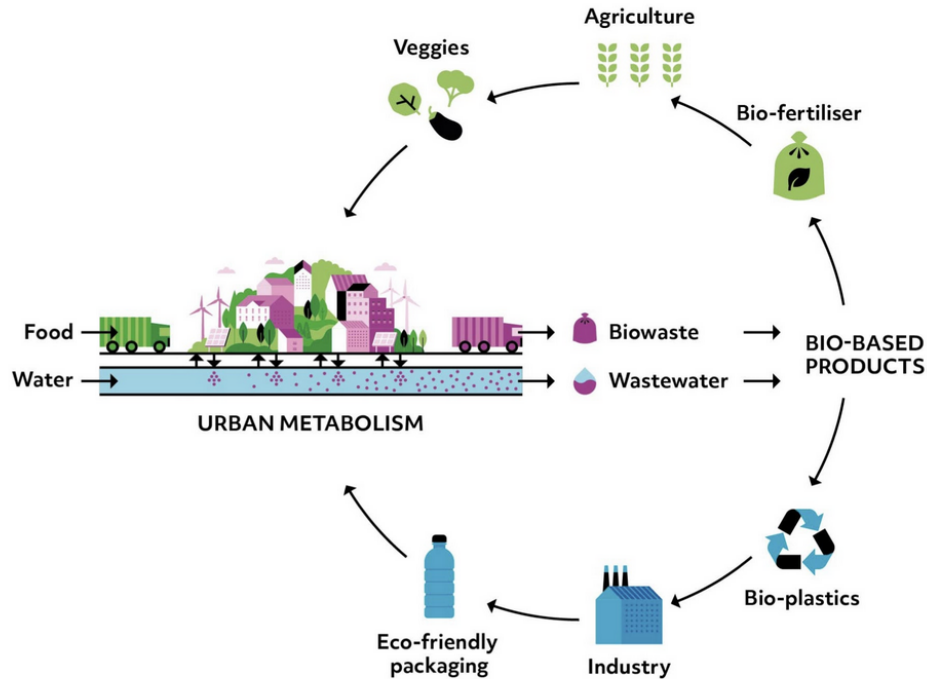 Agriculture
Veggies
Bio-fertiliser
Food
Biowaste
BIO-BASED
PRODUCTS
Water
Wastewater
URBAN METABOLISM
Bio-plastics
Eco-friendly
packaging
Industry